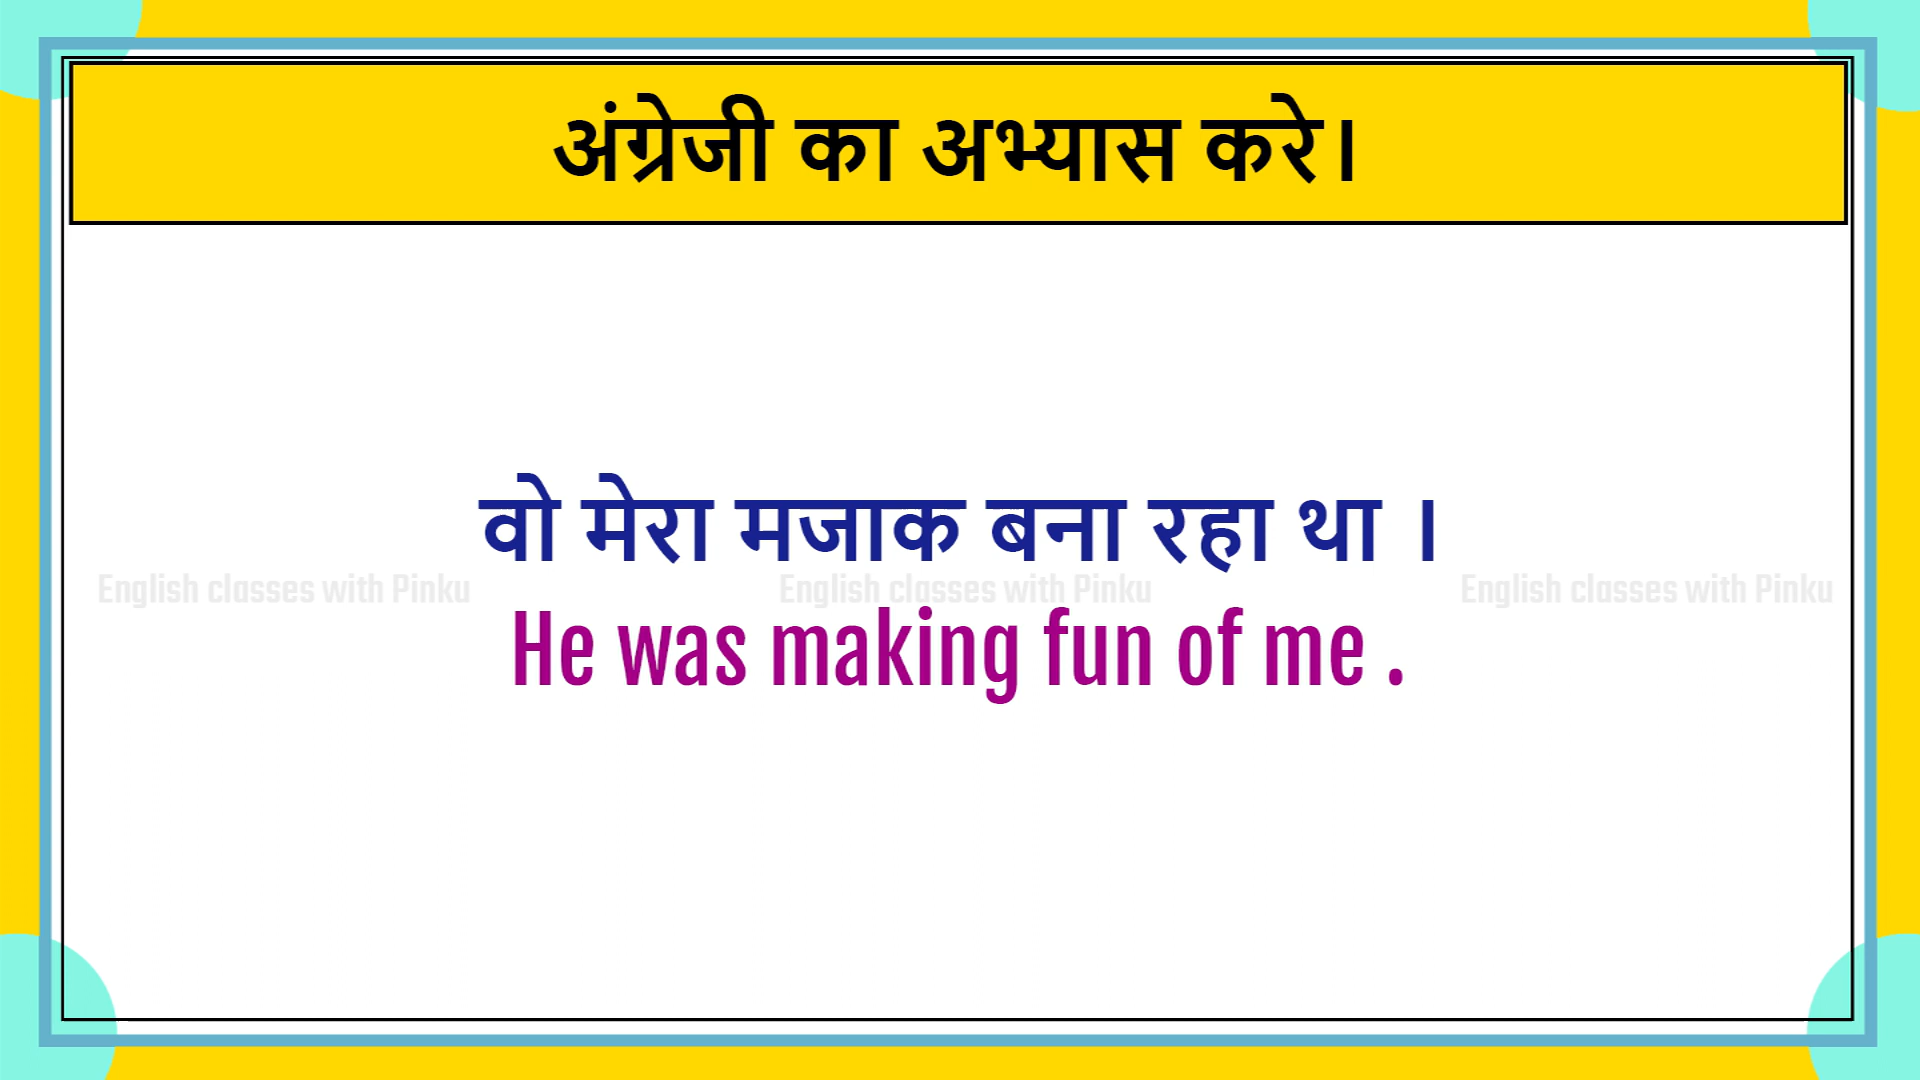 अंग्रेजी का अभ्यास करे।
वो मेरा मजाक बना रहा था ।
English classes with Pinku English classes with Pinku English classes with Pinku
He was making fun of me .